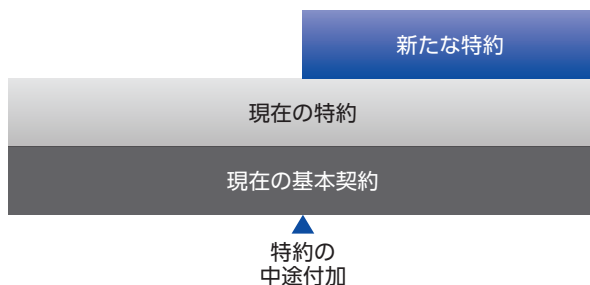 新たな特約
現在の特約
現在の基本契約
特約の
中途付加